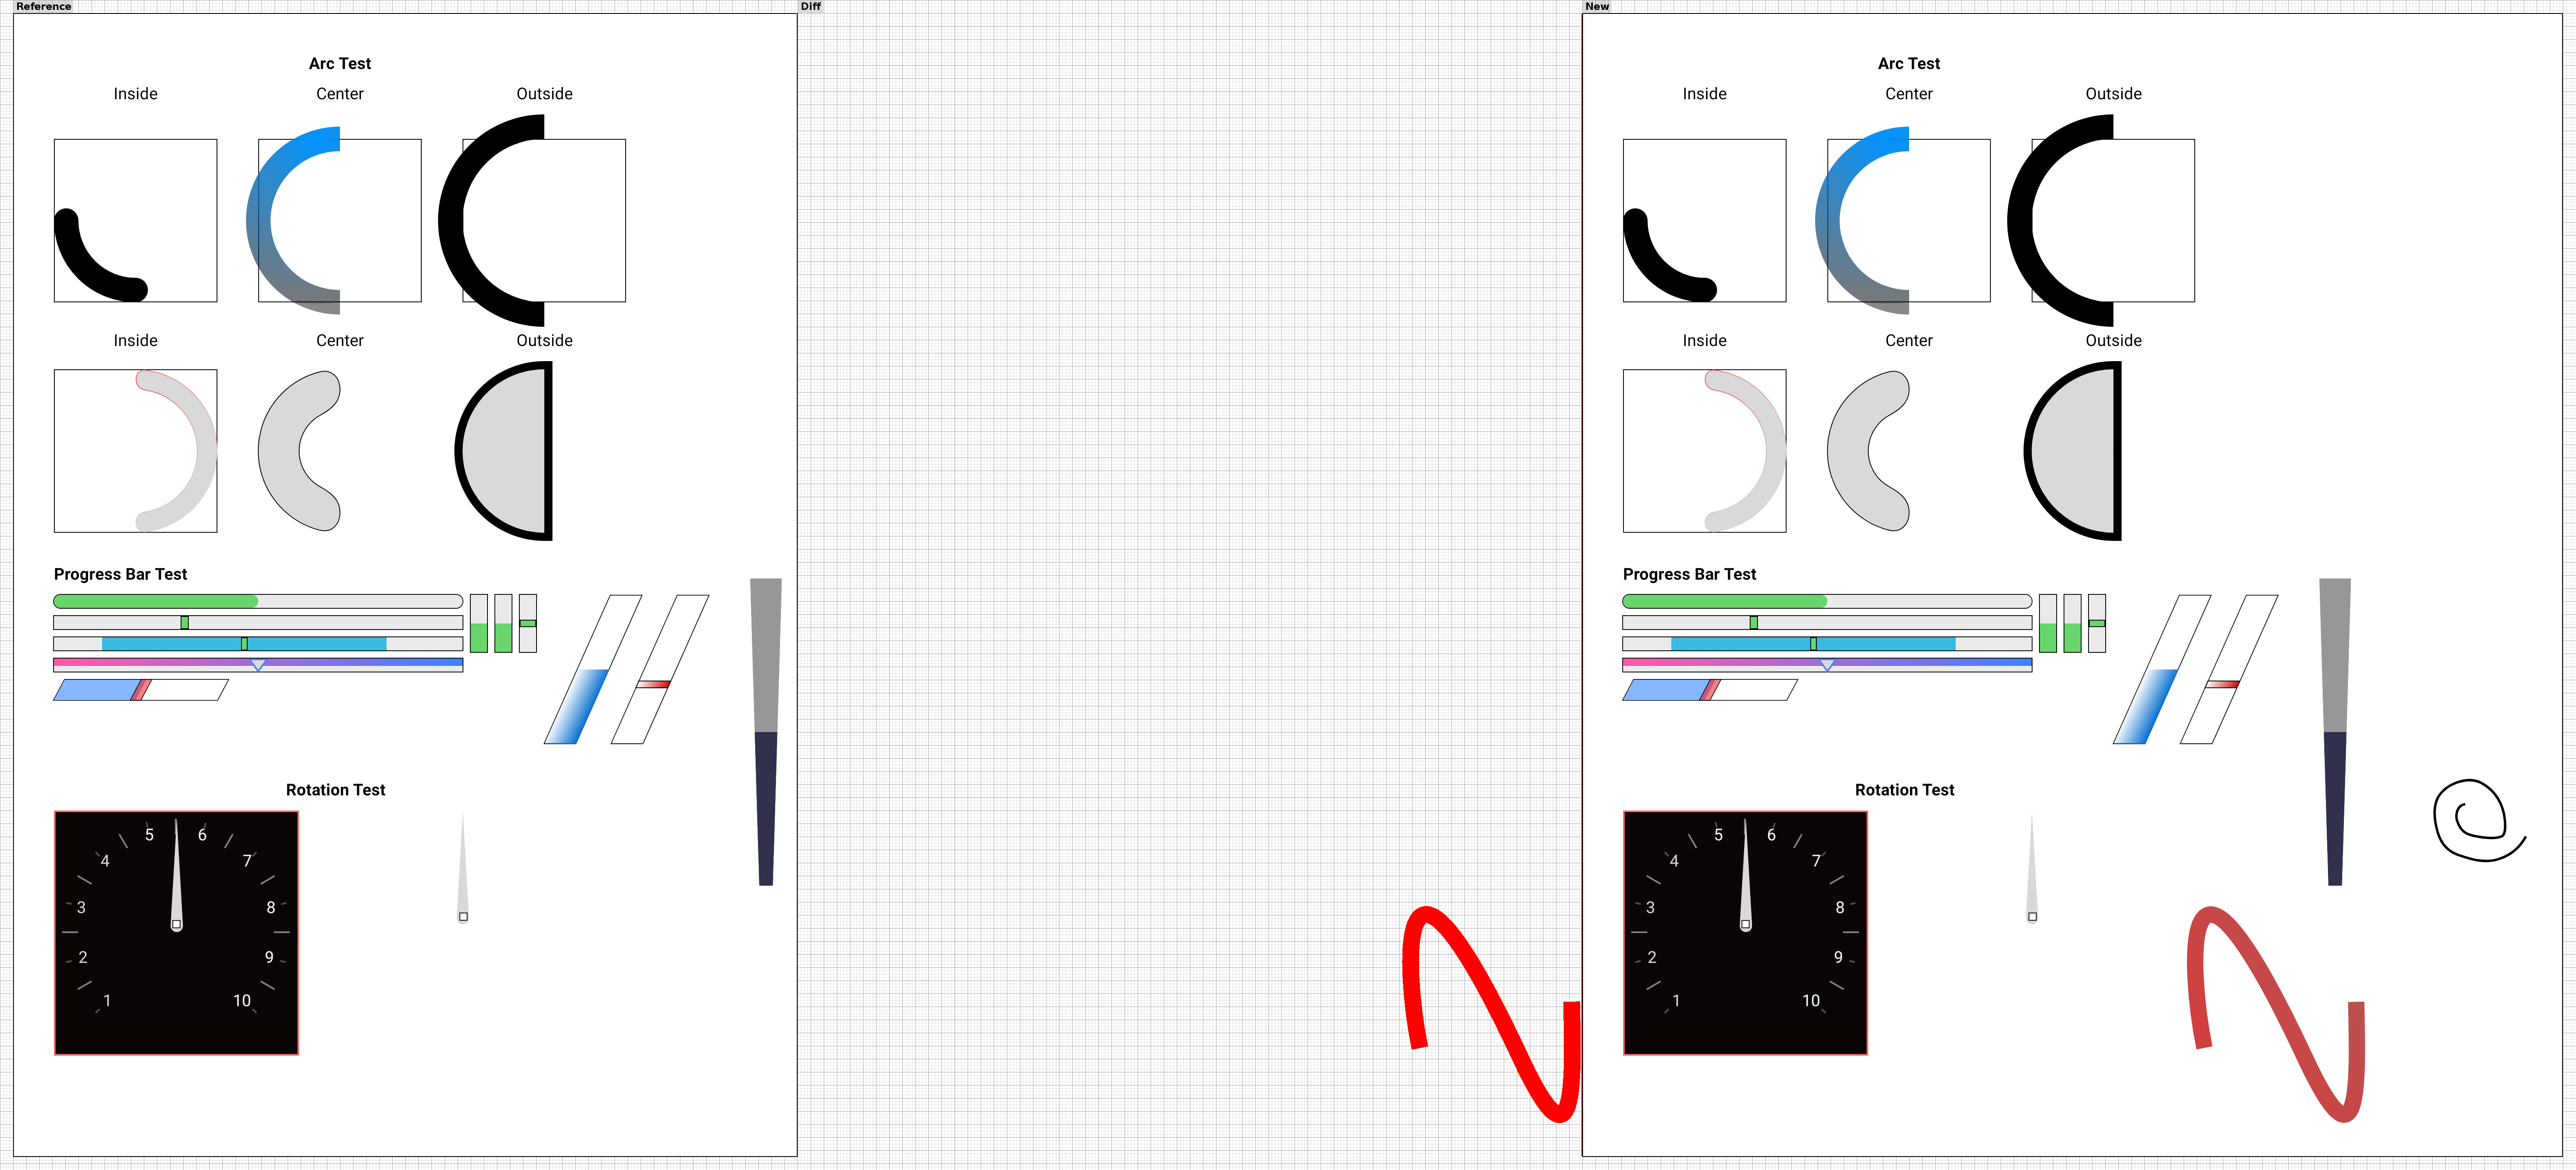 Reference
Diff
New
Arc Test
Inside Center Outside
Inside Center Outside
Progress Bar Test
Rotation Test
1 2 3 4 5 6 7 8 9 10
Arc Test
Inside Center Outside
Inside Center Outside
Progress Bar Test
Rotation Test
1 2 3 4 5 6 7 8 9 10